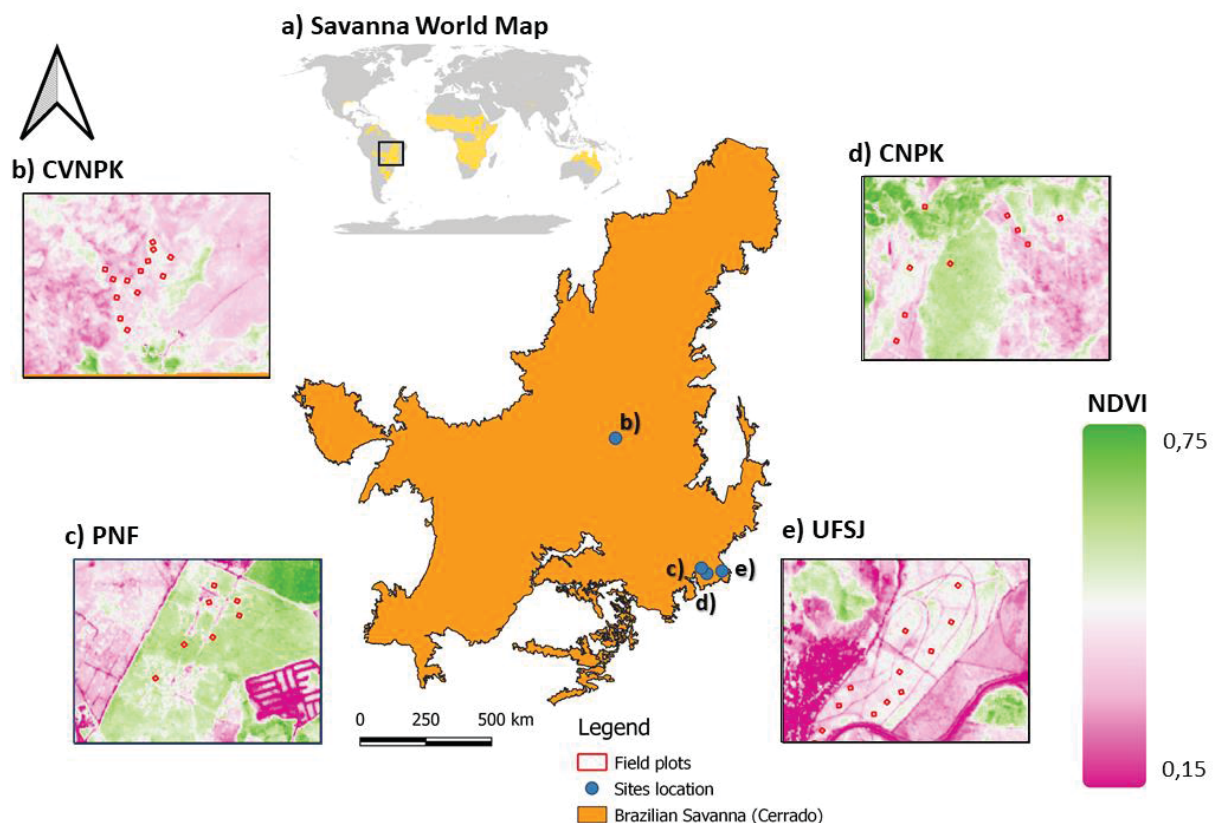 a) Savanna World Map
b) CVNPK
d) CNPK
b)
NDVI
0,75
c) PNF
e) UFSJ
c)
e)
d)
0 250 500 km
Legend
Field plots
Sites location
Brazilian Savanna (Cerrado)
0,15